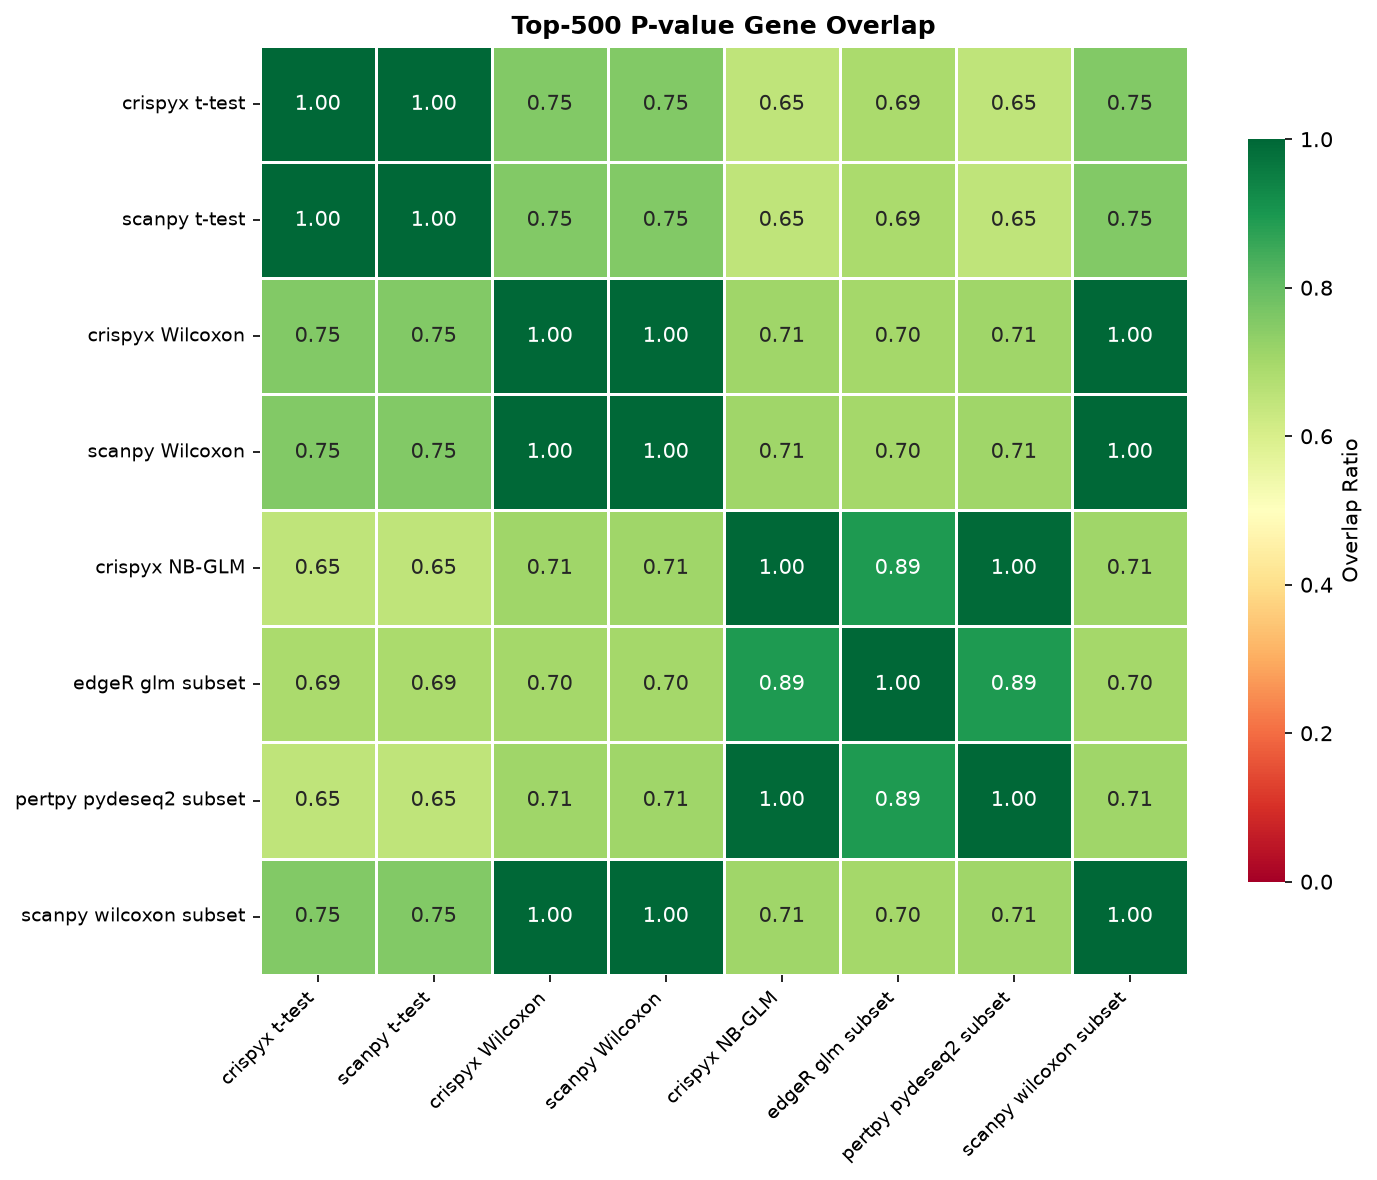 Top-500 P-value Gene Overlap
crispyx t-test 1.00 1.00 0.75 0.75 0.65 0.69 0.65 0.75
scanpy t-test 1.00 1.00 0.75 0.75 0.65 0.69 0.65 0.75
crispyx Wilcoxon 0.75 0.75 1.00 1.00 0.71 0.70 0.71 1.00
scanpy Wilcoxon 0.75 0.75 1.00 1.00 0.71 0.70 0.71 1.00
crispyx NB-GLM 0.65 0.65 0.71 0.71 1.00 0.89 1.00 0.71
edgeR glm subset 0.69 0.69 0.70 0.70 0.89 1.00 0.89 0.70
pertpy pydeseq2 subset 0.65 0.65 0.71 0.71 1.00 0.89 1.00 0.71
scanpy wilcoxon subset 0.75 0.75 1.00 1.00 0.71 0.70 0.71 1.00
crispyx t-test
scanpy t-test
crispyx Wilcoxon
scanpy Wilcoxon
crispyx NB-GLM
edgeR glm subset
pertpy pydeseq2 subset
scanpy wilcoxon subset
1.0
0.8
0.6
0.4
0.2
0.0
Overlap Ratio